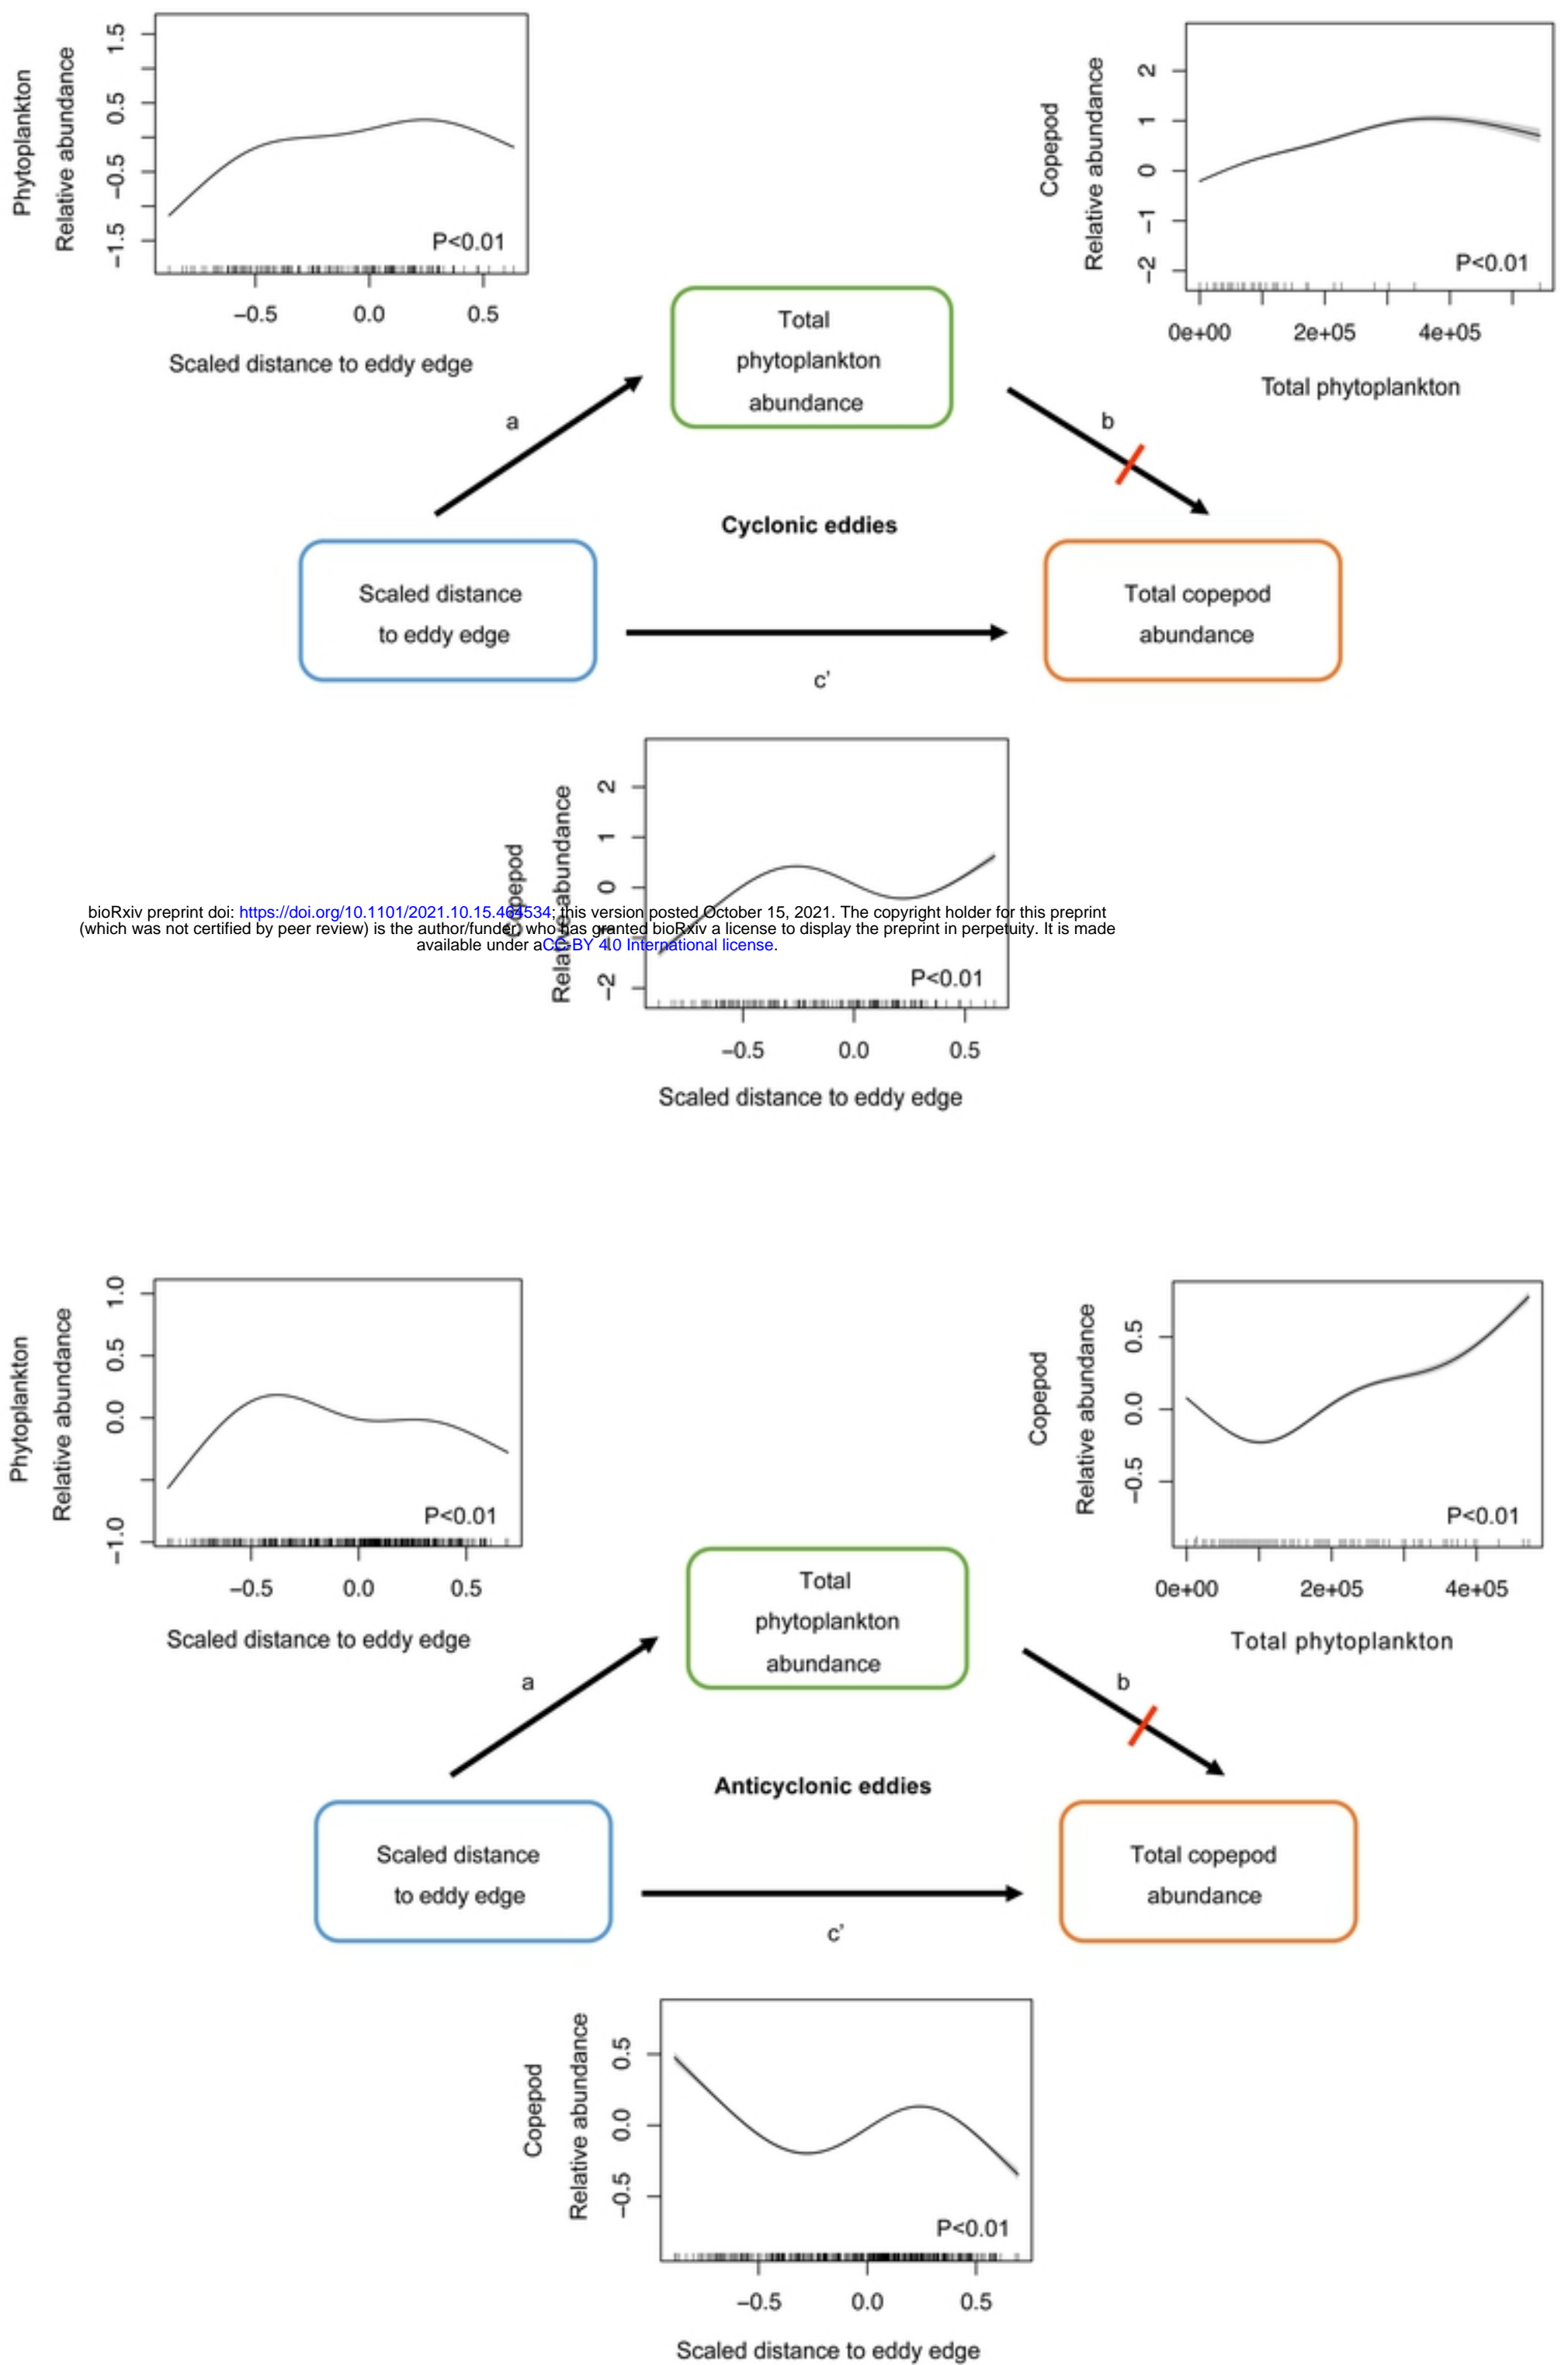 Phytoplankton
Relative abundance
1.5
0.5
−0.5
−1.5
P<0.01
−0.5 0.0 0.5
Scaled distance to eddy edge
Copepod
Relative abundance
2
1
0
−1
−2
P<0.01
0e+00 2e+05 4e+05
Total phytoplankton
Total
phytoplankton
abundance
a
b
Cyclonic eddies
Scaled distance
to eddy edge
Total copepod
abundance
c’
Copepod
Relative abundance
2
1
0
−2
P<0.01
−0.5 0.0 0.5
Scaled distance to eddy edge
bioRxiv preprint doi: https://doi.org/10.1101/2021.10.15.464534; this version posted October 15, 2021. The copyright holder for this preprint
(which was not certified by peer review) is the author/funder, who has granted bioRxiv a license to display the preprint in perpetuity. It is made
available under aCC-BY 4.0 International license.
Phytoplankton
Relative abundance
1.0
0.5
0.0
−1.0
P<0.01
−0.5 0.0 0.5
Scaled distance to eddy edge
Copepod
Relative abundance
0.5
0.0
−0.5
P<0.01
0e+00 2e+05 4e+05
Total phytoplankton
Total
phytoplankton
abundance
a
b
Anticyclonic eddies
Scaled distance
to eddy edge
Total copepod
abundance
c’
Copepod
Relative abundance
0.5
0.0
−0.5
P<0.01
−0.5 0.0 0.5
Scaled distance to eddy edge